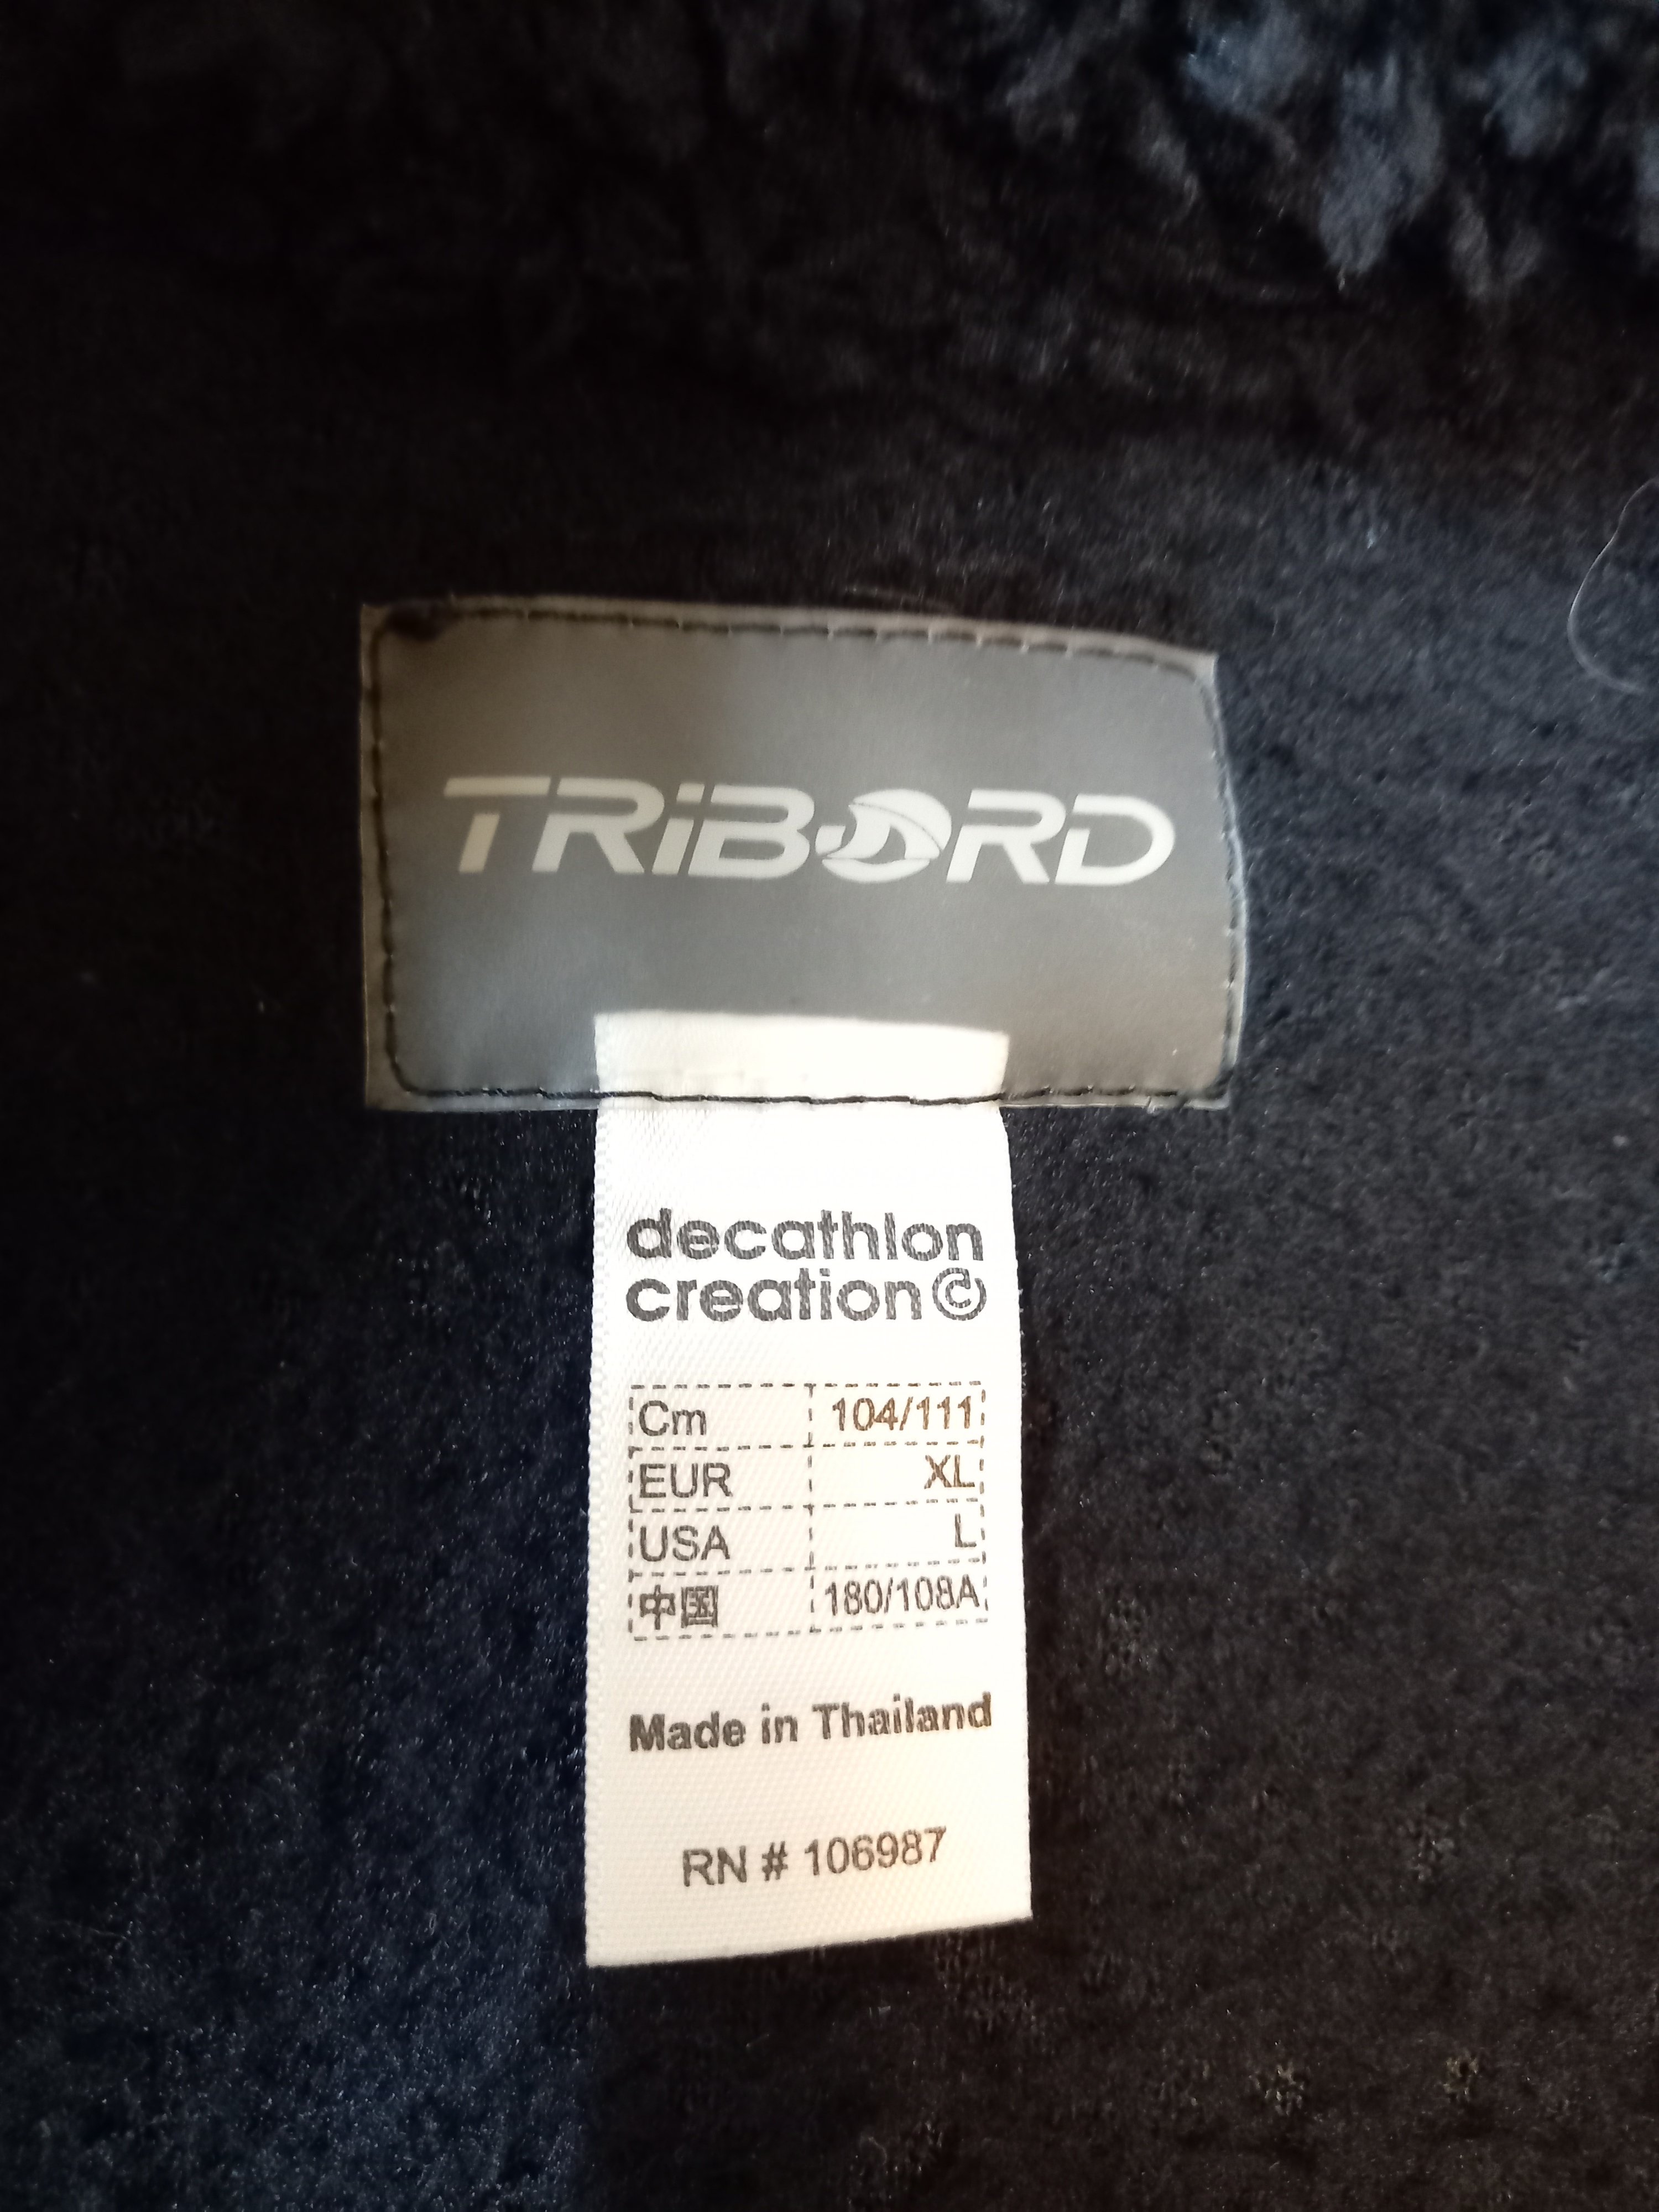 TRiBORD
decathlon
creation
Cm 104/111
EUR XL
USA L
中国 180/108A
Made in Thailand
RN # 106987